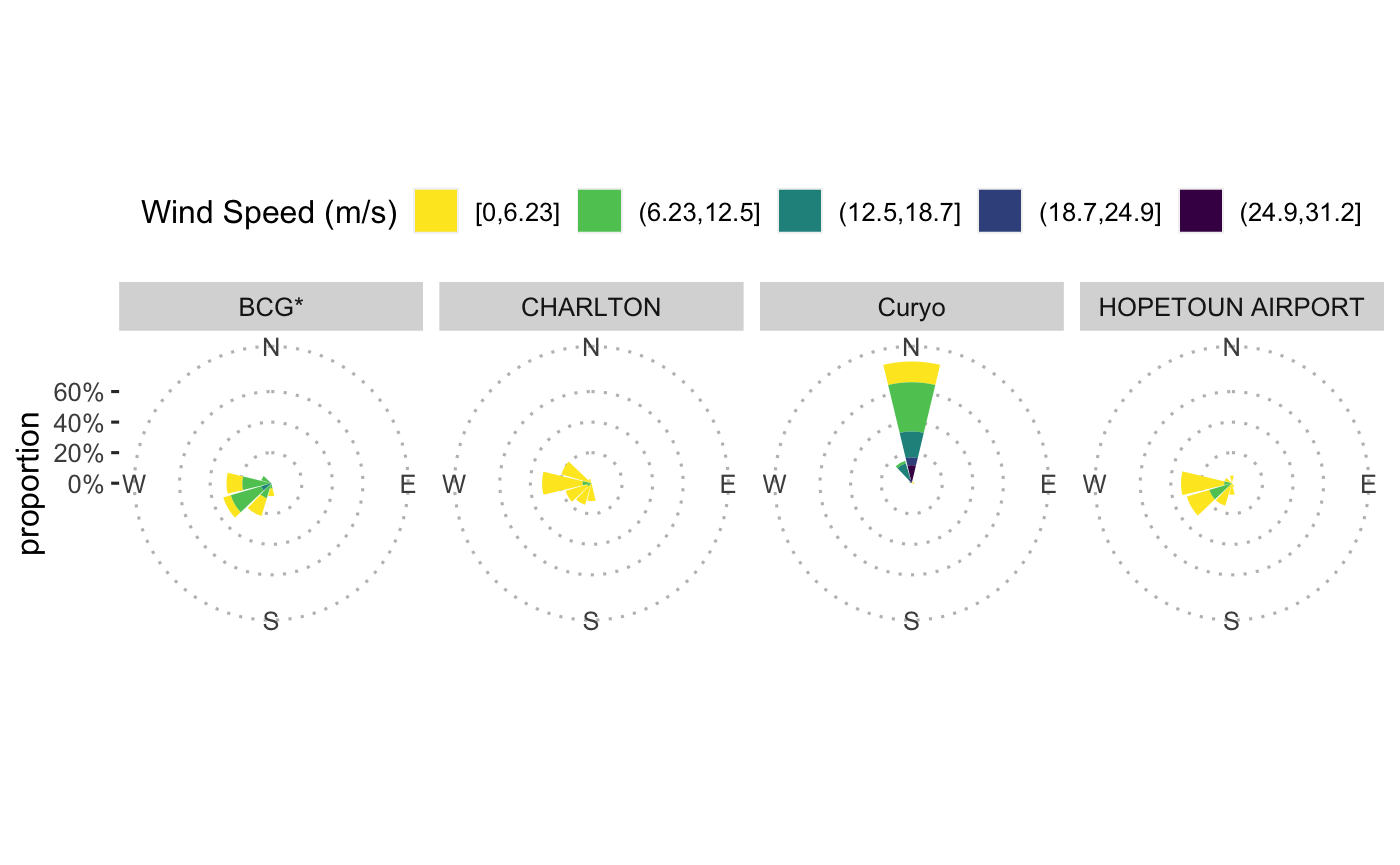 Wind Speed (m/s) [0,6.23] (6.23,12.5] (12.5,18.7] (18.7,24.9] (24.9,31.2]
BCG* CHARLTON Curyo HOPETOUN AIRPORT
N N N N
60%
40%
20%
0%
W E W E W E W E
S S S S
proportion